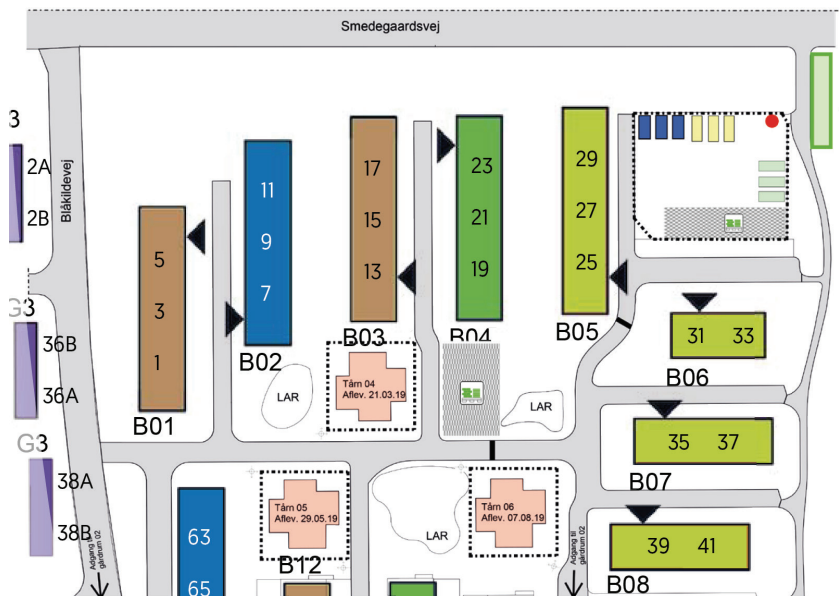 Smedegaardsvej
Blåkildevej
3
2A
2B
G3
36B
36A
G3
38A
38B
Adgang til
gårdrum 02
5
3
1
B01
11
9
7
B02
17
15
13
B03
23
21
19
B04
29
27
25
B05
31 33
B06
35 37
B07
39 41
B08
LAR
Tårn 04
Aflev. 21.03.19
LAR
Tårn 05
Aflev. 29.05.19
B12
LAR
Tårn 06
Aflev. 07.08.19
Adgang til
gårdrum 02
63
65